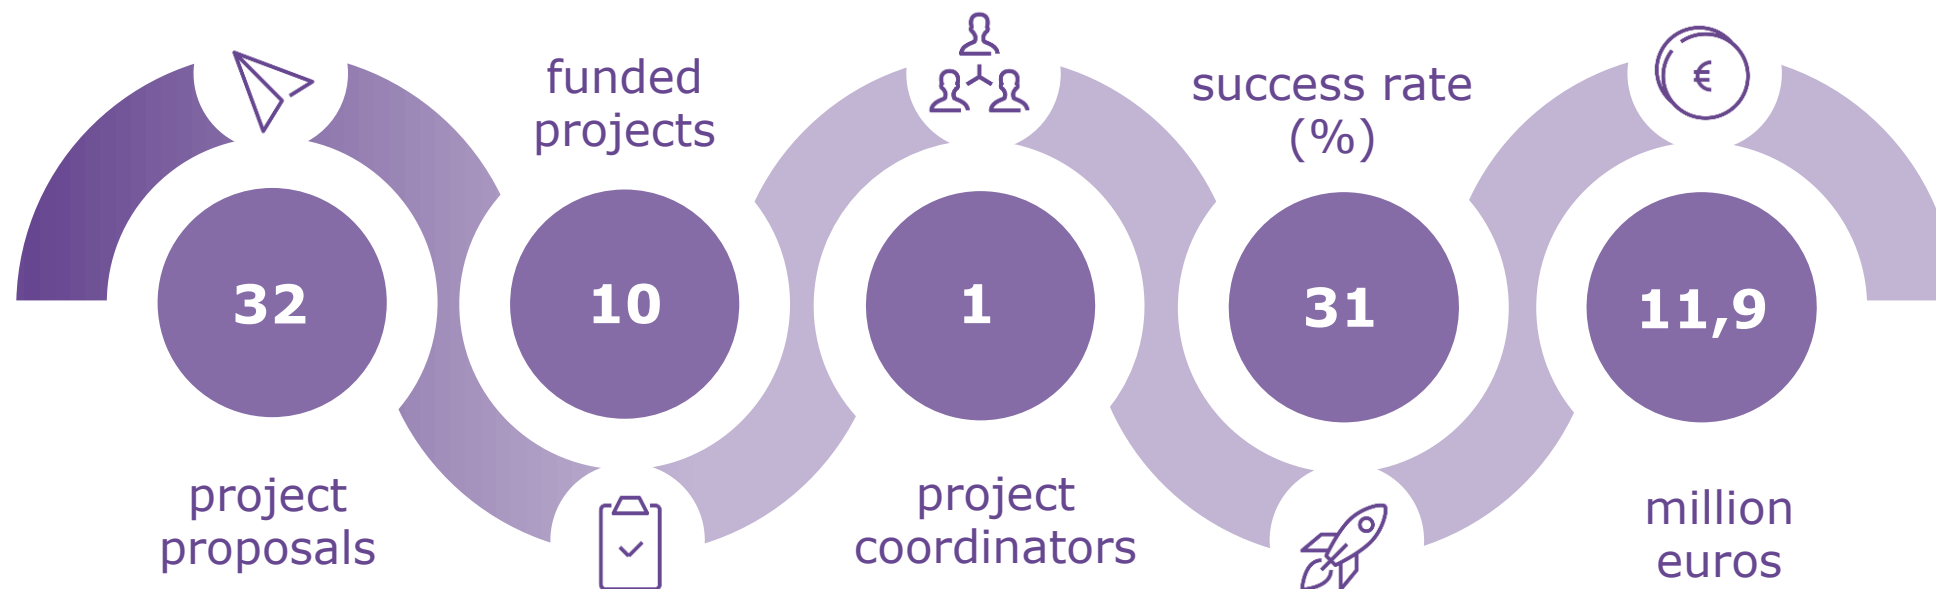 32
project
proposals
funded
projects
10
1
project
coordinators
success rate
(%)
31
€
11,9
million
euros